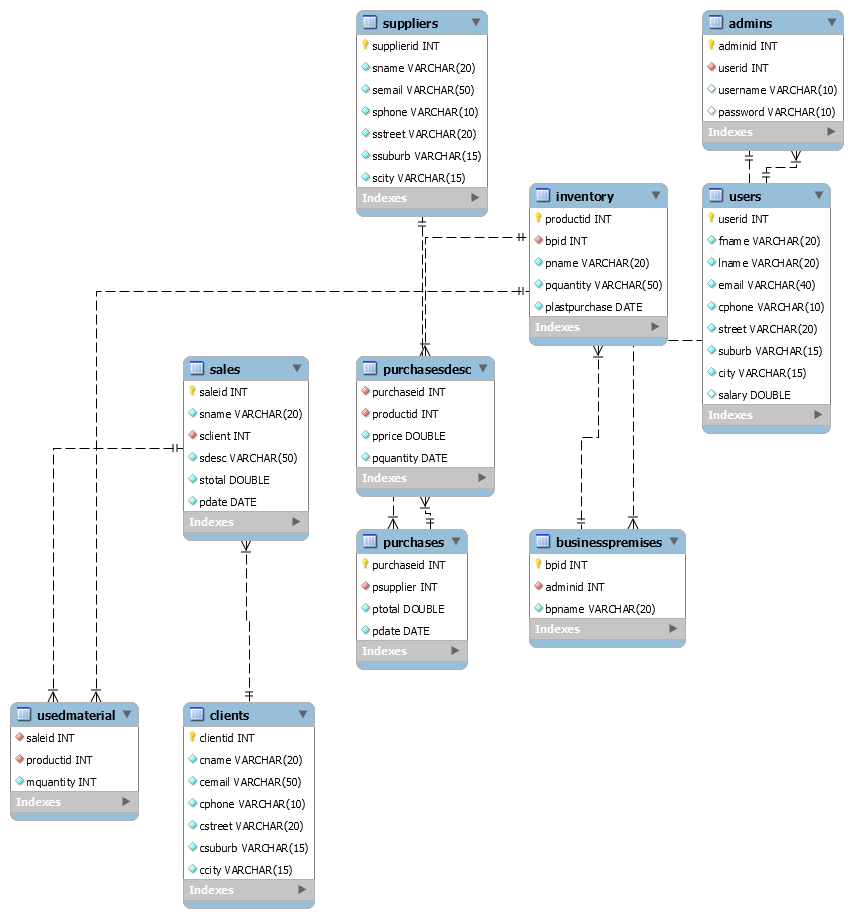 suppliers
supplierid INT
sname VARCHAR(20)
semail VARCHAR(50)
sphone VARCHAR(10)
sstreet VARCHAR(20)
ssuburb VARCHAR(15)
scity VARCHAR(15)
Indexes
admins
adminid INT
userid INT
username VARCHAR(10)
password VARCHAR(10)
Indexes
inventory
productid INT
bpid INT
pname VARCHAR(20)
pquantity VARCHAR(50)
plastpurchase DATE
Indexes
users
userid INT
fname VARCHAR(20)
lname VARCHAR(20)
email VARCHAR(40)
cphone VARCHAR(10)
street VARCHAR(20)
suburb VARCHAR(15)
city VARCHAR(15)
salary DOUBLE
Indexes
sales
saleid INT
sname VARCHAR(20)
sclient INT
sdesc VARCHAR(50)
stotal DOUBLE
pdate DATE
Indexes
purchasesdesc
purchaseid INT
productid INT
pprice DOUBLE
pquantity DATE
Indexes
purchases
purchaseid INT
psupplier INT
ptotal DOUBLE
pdate DATE
Indexes
businesspremises
bpid INT
adminid INT
bpname VARCHAR(20)
Indexes
usedmaterial
saleid INT
productid INT
mquantity INT
Indexes
clients
clientid INT
cname VARCHAR(20)
cemail VARCHAR(50)
cphone VARCHAR(10)
cstreet VARCHAR(20)
csuburb VARCHAR(15)
ccity VARCHAR(15)
Indexes